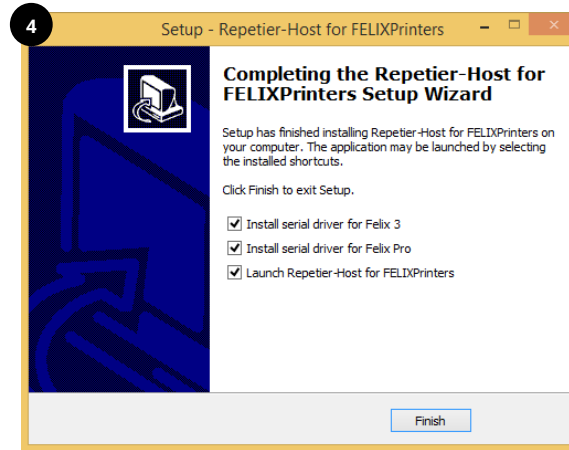 4
Setup - Repetier-Host for FELIXPrinters
Completing the Repetier-Host for
FELIXPrinters Setup Wizard
Setup has finished installing Repetier-Host for FELIXPrinters on
your computer. The application may be launched by selecting
the installed shortcuts.
Click Finish to exit Setup.
Install serial driver for Felix 3
Install serial driver for Felix Pro
Launch Repetier-Host for FELIXPrinters
Finish